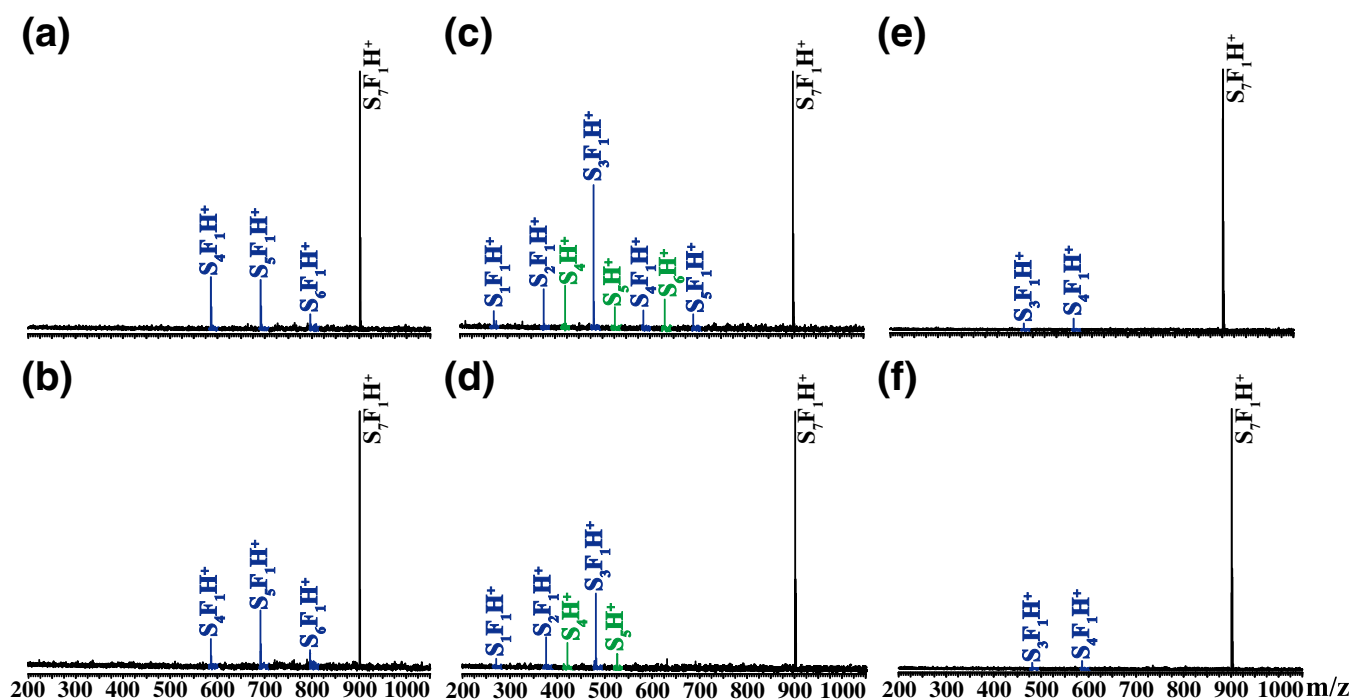 (a)
S₄F₁H⁺
S₅F₁H⁺
S₆F₁H⁺
S₇F₁H⁺
(c)
S₁F₁H⁺
S₂F₁H⁺
S₄H⁺
S₃F₁H⁺
S₅H⁺
S₄F₁H⁺
S₆H⁺
S₅F₁H⁺
S₇F₁H⁺
(e)
S₃F₁H⁺
S₄F₁H⁺
S₇F₁H⁺
(b)
S₄F₁H⁺
S₅F₁H⁺
S₆F₁H⁺
S₇F₁H⁺
200 300 400 500 600 700 800 900 1000
(d)
S₁F₁H⁺
S₂F₁H⁺
S₄H⁺
S₃F₁H⁺
S₅H⁺
S₇F₁H⁺
200 300 400 500 600 700 800 900 1000
(f)
S₃F₁H⁺
S₄F₁H⁺
S₇F₁H⁺
200 300 400 500 600 700 800 900 1000 m/z